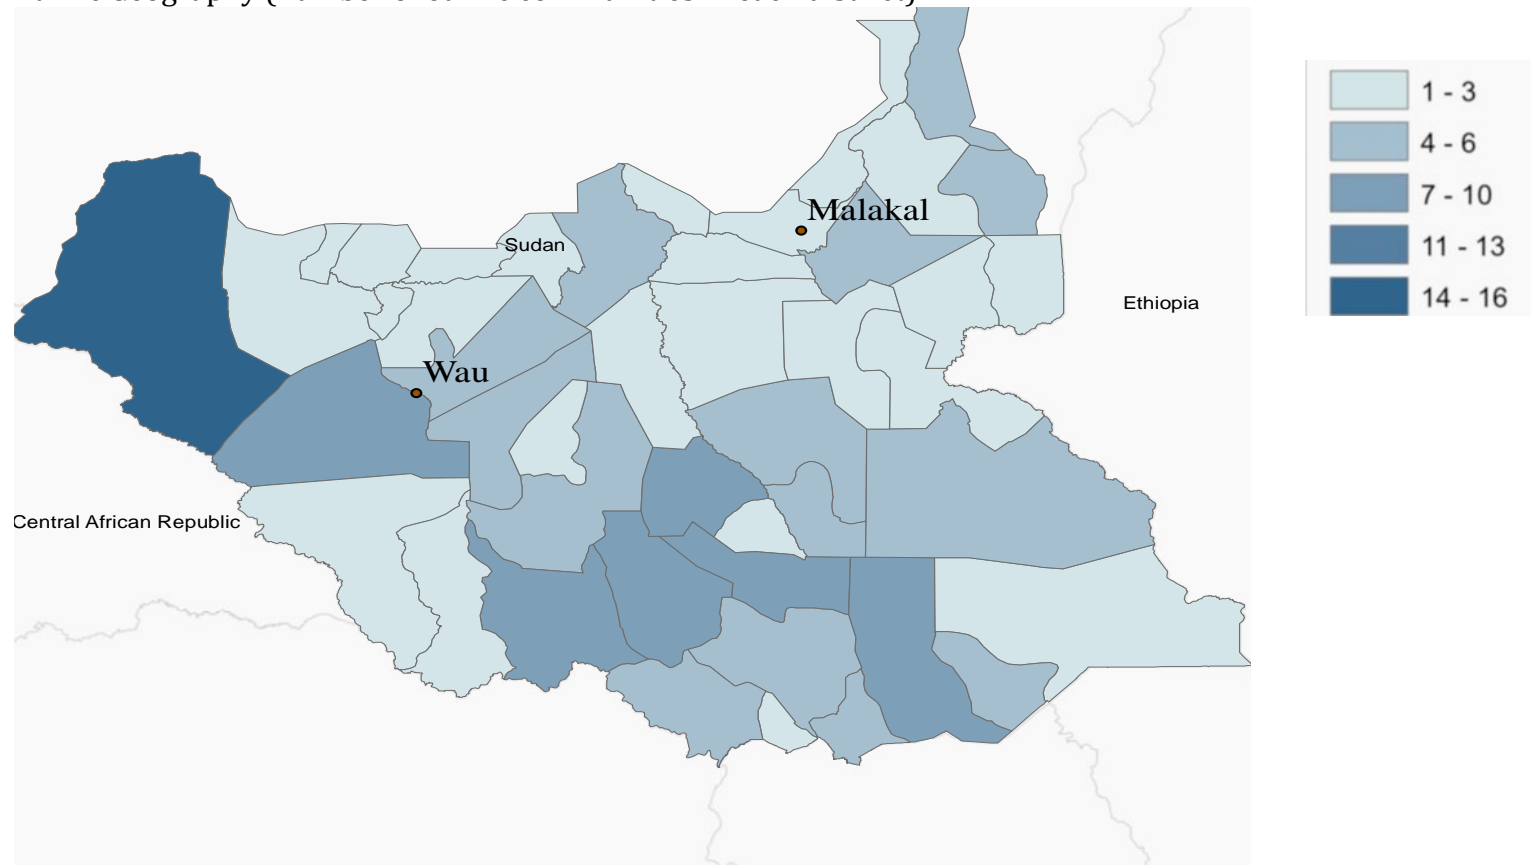 Malakal
Sudan
Ethiopia
Wau
Central African Republic
1 - 3
4 - 6
7 - 10
11 - 13
14 - 16